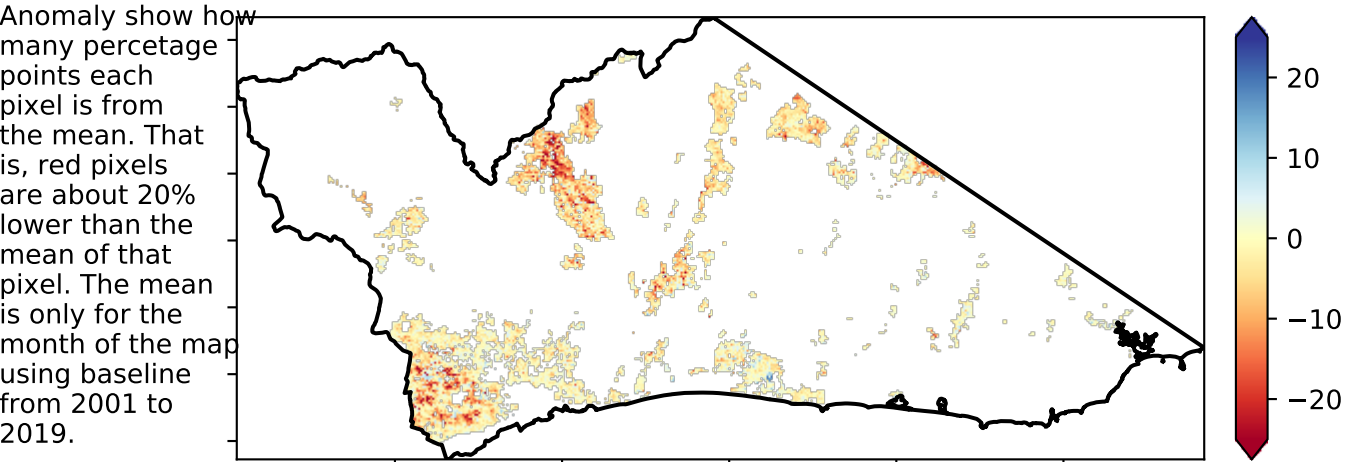 Anomaly show how
many percetage
points each
pixel is from
the mean. That
is, red pixels
are about 20%
lower than the
mean of that
pixel. The mean
is only for the
month of the map
using baseline
from 2001 to
2019.
20
10
0
−10
−20